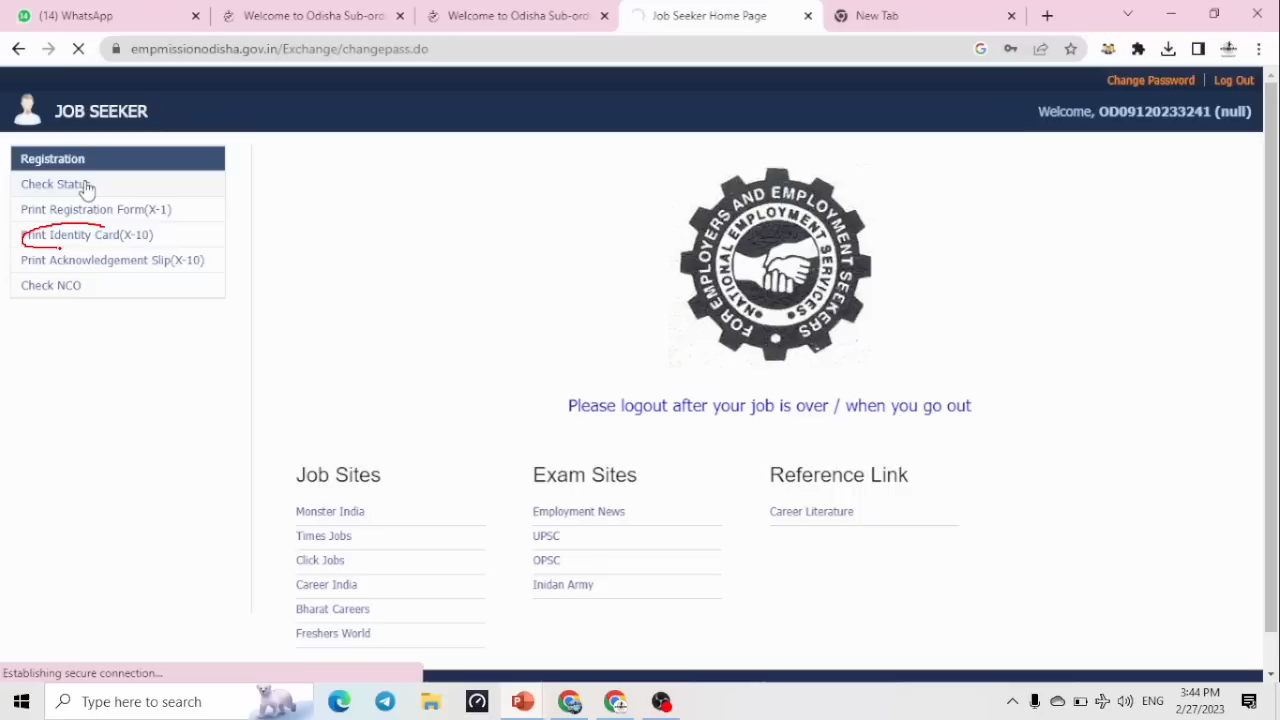 14
WhatsApp
Welcome to Odisha Sub-ord
Welcome to Odisha Sub-ord
Job Seeker Home Page
New Tab
empmissionodisha.gov.in/Exchange/changepass.do
Change Password | Log Out
JOB SEEKER
Welcome, OD09120233241 (null)
Registration
Check Status
Print Registration Form(X-1)
Print Identity Card(X-10)
Print Acknowledgement Slip(X-10)
Check NCO
FOR EMPLOYERS AND EMPLOYMENT SEEKERS
NATIONAL EMPLOYMENT SERVICES
Please logout after your job is over / when you go out
Job Sites
Monster India
Times Jobs
Click Jobs
Career India
Bharat Careers
Freshers World
Exam Sites
Employment News
UPSC
OPSC
Inidan Army
Reference Link
Career Literature
Establishing secure connection...
Type here to search
ENG
3:44 PM
2/27/2023